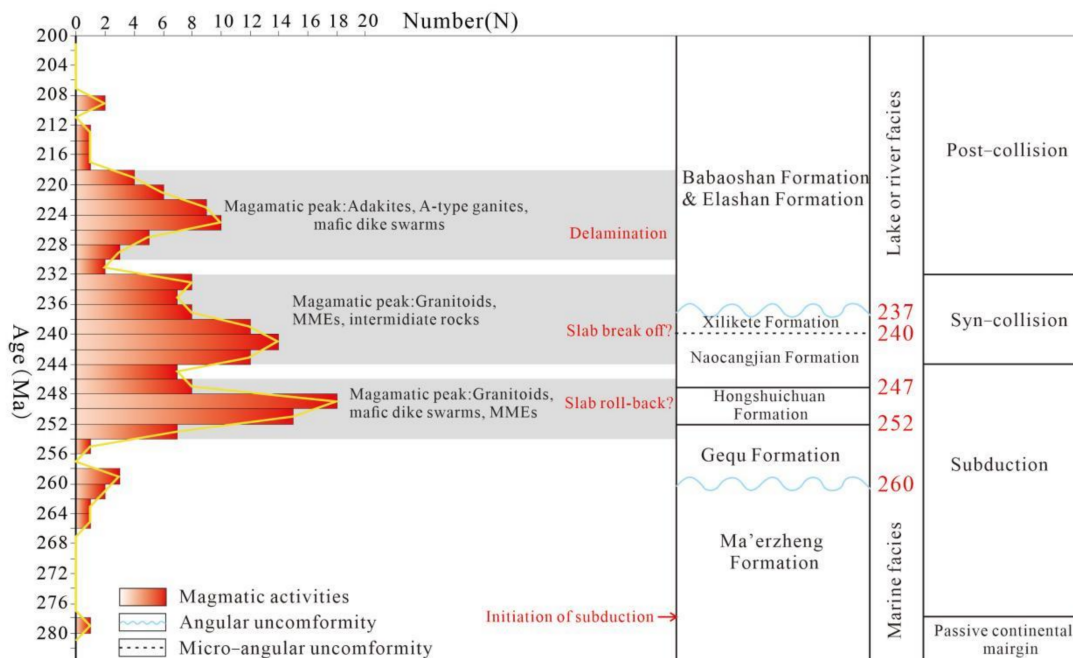 0 2 4 6 8 10 12 14 16 18 20
Number(N)
Age (Ma)
200
204
208
212
216
220
224
228
232
236
240
244
248
252
256
260
264
268
272
276
280
Magamatic peak:Adakites, A-type ganites,
mafic dike swarms
Delamination
Magamatic peak:Granitoids,
MMEs, intermidiate rocks
Slab break off?
Magamatic peak:Granitoids,
mafic dike swarms, MMEs
Slab roll-back?
Initiation of subduction→
Magmatic activities
Angular uncomformity
Micro-angular uncomformity
Babaoshan Formation
& Elashan Formation
Xilikete Formation
Naocangjian Formation
Hongshuichuan
Formation
Gequ Formation
Ma'erzheng
Formation
Lake or river facies
237
240
247
252
260
Marine facies
Post-collision
Syn-collision
Subduction
Passive continental
mairgin